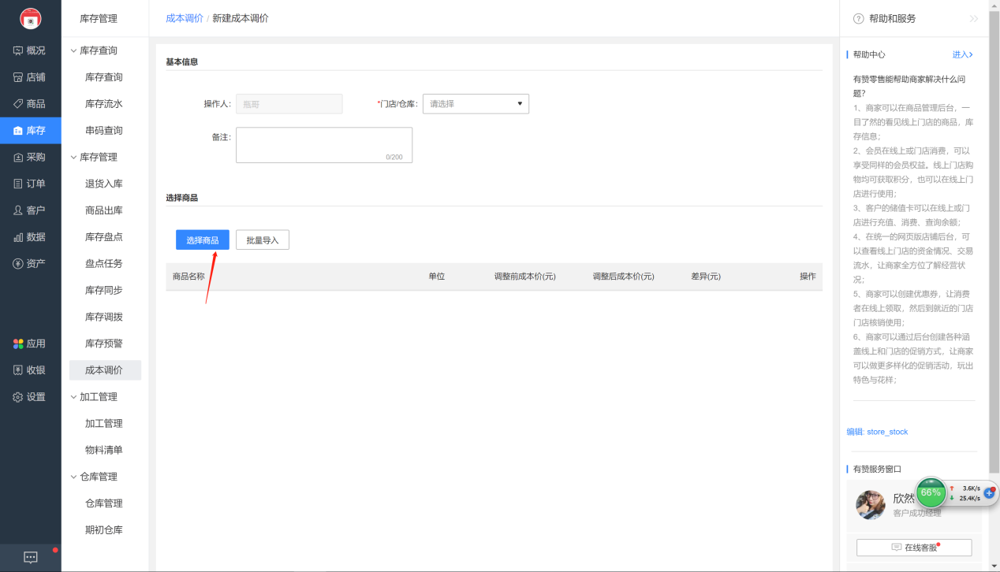 概况
店铺
商品
库存
采购
订单
客户
数据
资产
应用
收银
设置
库存管理
库存查询
库存查询
库存流水
串码查询
库存管理
退货入库
商品出库
库存盘点
盘点任务
库存同步
库存调拨
库存预警
成本调价
加工管理
加工管理
物料清单
仓库管理
仓库管理
期初仓库
成本调价 / 新建成本调价
基本信息
操作人: 瓶哥 *门店/仓库: 请选择
备注:
0/200
选择商品
选择商品 批量导入
商品名称 单位 调整前成本价(元) 调整后成本价(元) 差异(元) 操作
帮助和服务
帮助中心 进入
有赞零售能帮助商家解决什么问
题?
1、商家可以在商品管理后台，一
目了然的看见线上门店的商品，库
存信息；
2、会员在线上或门店消费，可以
享受同样的会员权益。线上门店购
物均可获取积分，也可以在线上门
店进行使用；
3、客户的储值卡可以在线上或门
店进行充值、消费、查询余额；
4、在统一的网页版店铺后台，可
以查看线上门店的资金情况、交易
流水，让商家全方位了解经营状
况；
5、商家可以创建优惠券，让消费
者在线上领取，然后到就近的门店
门店核销使用；
6、商家可以通过后台创建各种涵
盖线上和门店的促销方式，让商家
可以做更多样化的促销活动，玩出
特色与花样；
编辑: store_stock
有赞服务窗口
欣然
客户成功经理
66%
3.6K/s
25.4K/s
在线客服